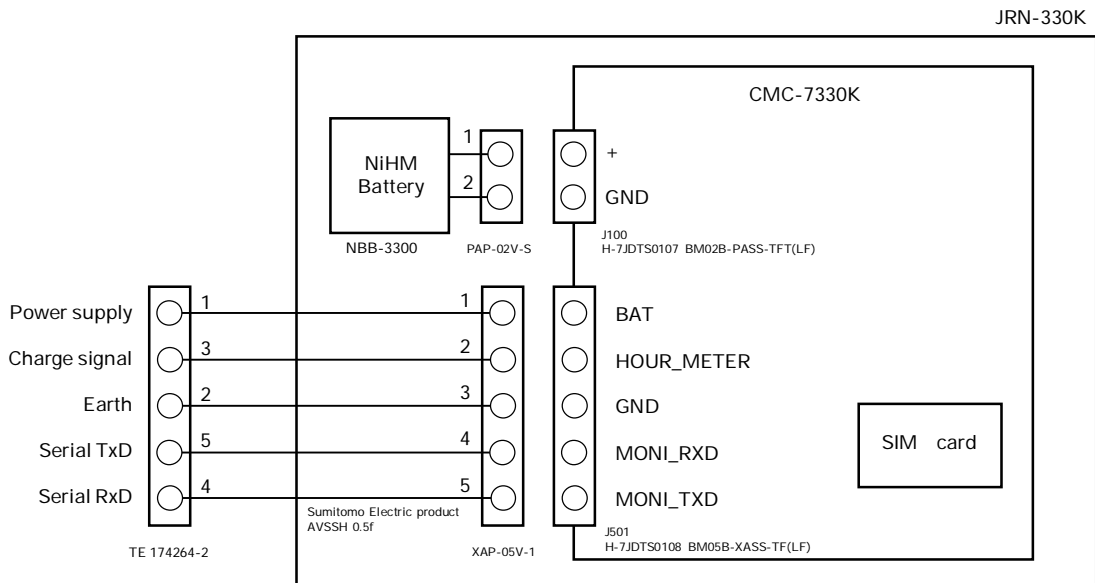 JRN-330K
CMC-7330K
NiHM
Battery
1
2
+
GND
NBB-3300
PAP-02V-S
J100
H-7JDTS0107 BM02B-PASS-TFT(LF)
Power supply 1 1 BAT
Charge signal 3 2 HOUR_METER
Earth 2 3 GND
Serial TxD 5 4 MONI_RXD
Serial RxD 4 5 MONI_TXD
SIM card
Sumitomo Electric product
AVSSH 0.5f
TE 174264-2
XAP-05V-1
J501
H-7JDTS0108 BM05B-XASS-TF(LF)